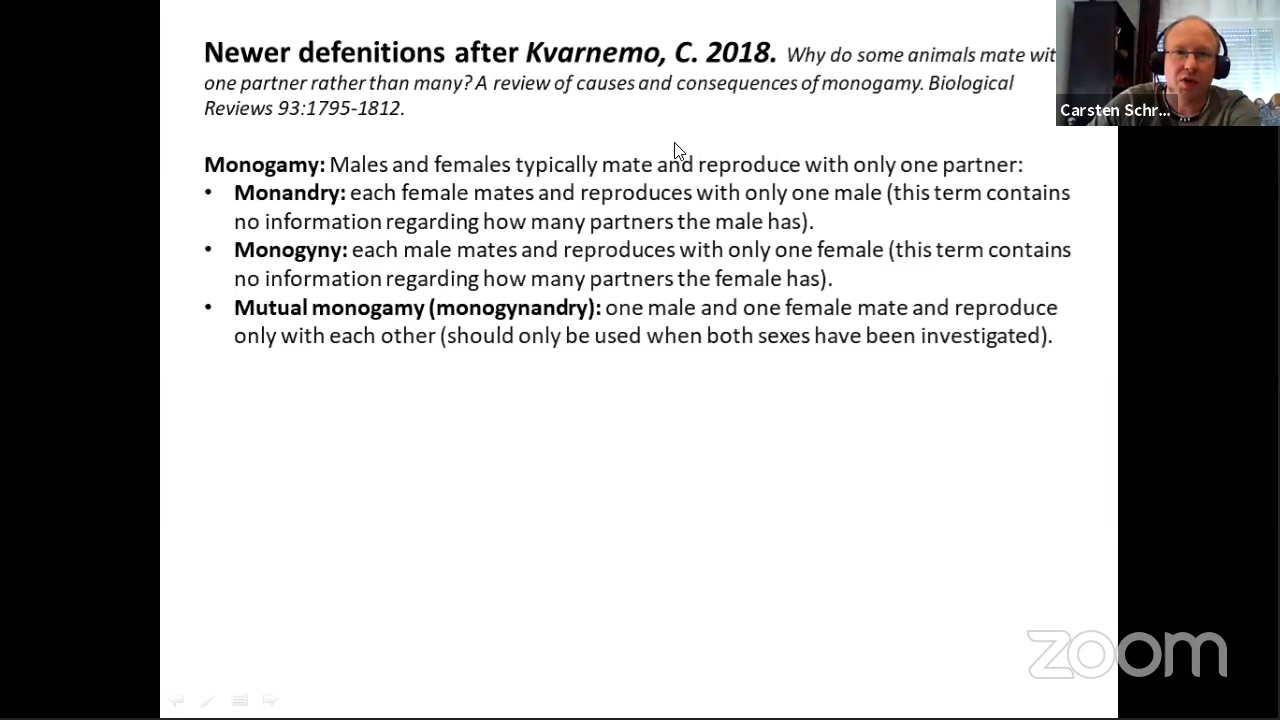 Newer defenitions after Kvarnemo, C. 2018. Why do some animals mate wit
one partner rather than many? A review of causes and consequences of monogamy. Biological
Reviews 93:1795-1812.
Carsten Schr...
Monogamy: Males and females typically mate and reproduce with only one partner:
• Monandry: each female mates and reproduces with only one male (this term contains
no information regarding how many partners the male has).
• Monogyny: each male mates and reproduces with only one female (this term contains
no information regarding how many partners the female has).
• Mutual monogamy (monogynandry): one male and one female mate and reproduce
only with each other (should only be used when both sexes have been investigated).
zoom